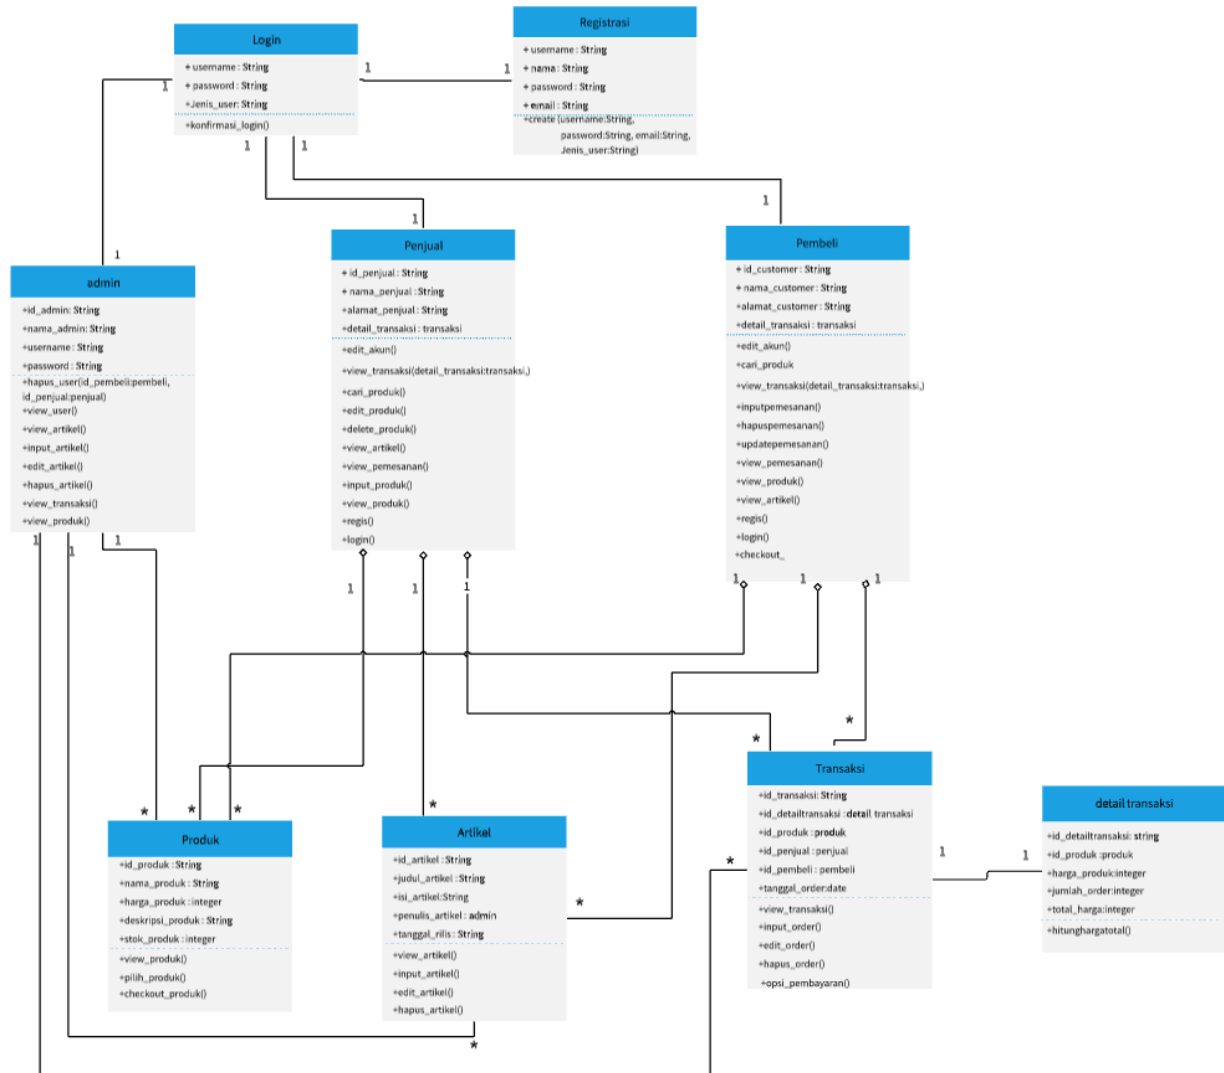 Login
+ username : String
+ password : String
+Jenis_user: String
+konfirmasi_login()
1
1
Registrasi
+ username : String
+ nama : String
+ password : String
+ email : String
+create (username:String,
password:String, email:String,
Jenis_user:String)
1
1
1
1
1
1
1
admin
+id_admin: String
+nama_admin: String
+username : String
+password : String
+hapus_user(id_pembeli:pembeli,
id_penjual:penjual)
+view_user()
+view_artikel()
+input_artikel()
+edit_artikel()
+hapus_artikel()
+view_transaksi()
+view_produk()
1
1
1
Penjual
+ id_penjual : String
+ nama_penjual : String
+alamat_penjual : String
+detail_transaksi : transaksi
+edit_akun()
+view_transaksi(detail_transaksi:transaksi,)
+cari_produk()
+edit_produk()
+delete_produk()
+view_artikel()
+view_pemesanan()
+input_produk()
+view_produk()
+regis()
+login()
1
1
1
Pembeli
+ id_customer : String
+ nama_customer : String
+alamat_customer : String
+detail_transaksi : transaksi
+edit_akun()
+cari_produk
+view_transaksi(detail_transaksi:transaksi,)
+inputpemesanan()
+hapuspemesanan()
+updatepemesanan()
+view_pemesanan()
+view_produk()
+view_artikel()
+regis()
+login()
+checkout_
1
1
1
*
*
*
*
*
*
Produk
+id_produk : String
+nama_produk : String
+harga_produk : integer
+deskripsi_produk : String
+stok_produk : integer
+view_produk()
+pilih_produk()
+checkout_produk()
Artikel
+id_artikel : String
+judul_artikel : String
+isi_artikel:String
+penulis_artikel : admin
+tanggal_rilis : String
+view_artikel()
+input_artikel()
+edit_artikel()
+hapus_artikel()
*
*
Transaksi
+id_transaksi: String
+id_detailtransaksi :detail transaksi
+id_produk :produk
+id_penjual : penjual
+id_pembeli : pembeli
+tanggal_order:date
+view_transaksi()
+input_order()
+edit_order()
+hapus_order()
+opsi_pembayaran()
*
1
1
detail transaksi
+id_detailtransaksi: string
+id_produk :produk
+harga_produk:integer
+jumlah_order:integer
+total_harga:integer
+hitunghargatotal()